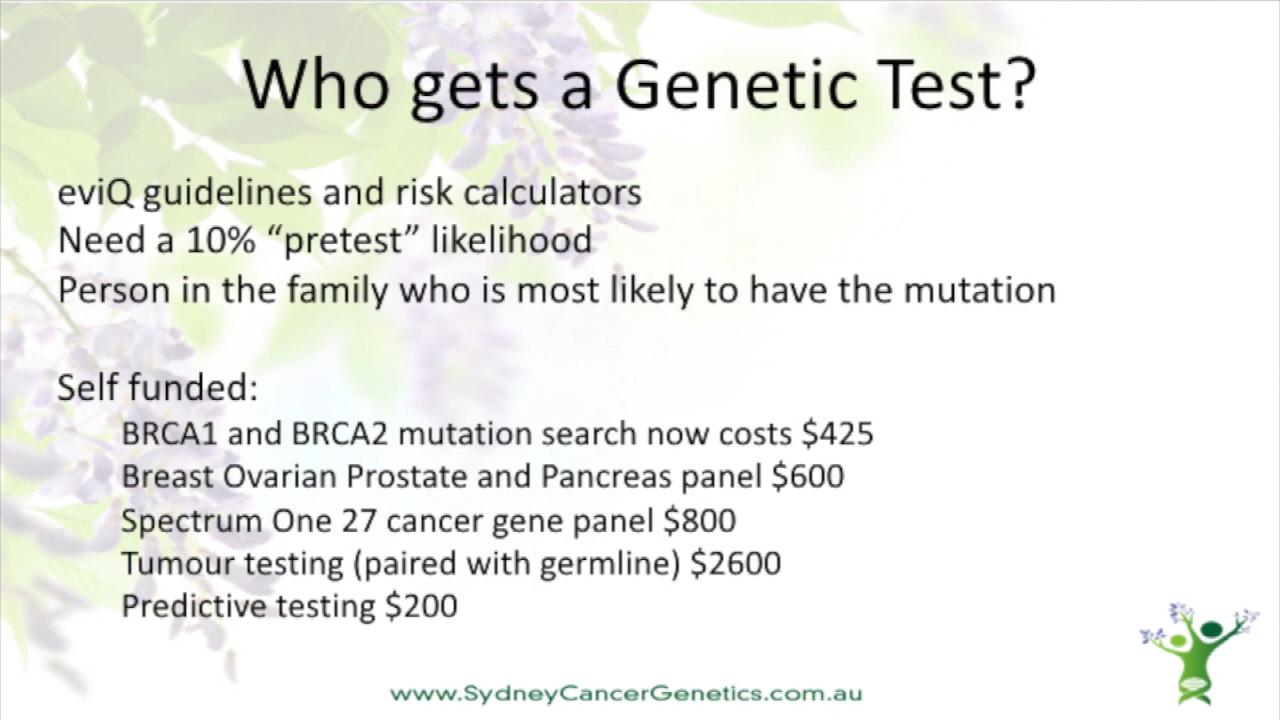 Who gets a Genetic Test?
eviQ guidelines and risk calculators
Need a 10% “pretest” likelihood
Person in the family who is most likely to have the mutation
Self funded:
BRCA1 and BRCA2 mutation search now costs $425
Breast Ovarian Prostate and Pancreas panel $600
Spectrum One 27 cancer gene panel $800
Tumour testing (paired with germline) $2600
Predictive testing $200
www.SydneyCancerGenetics.com.au